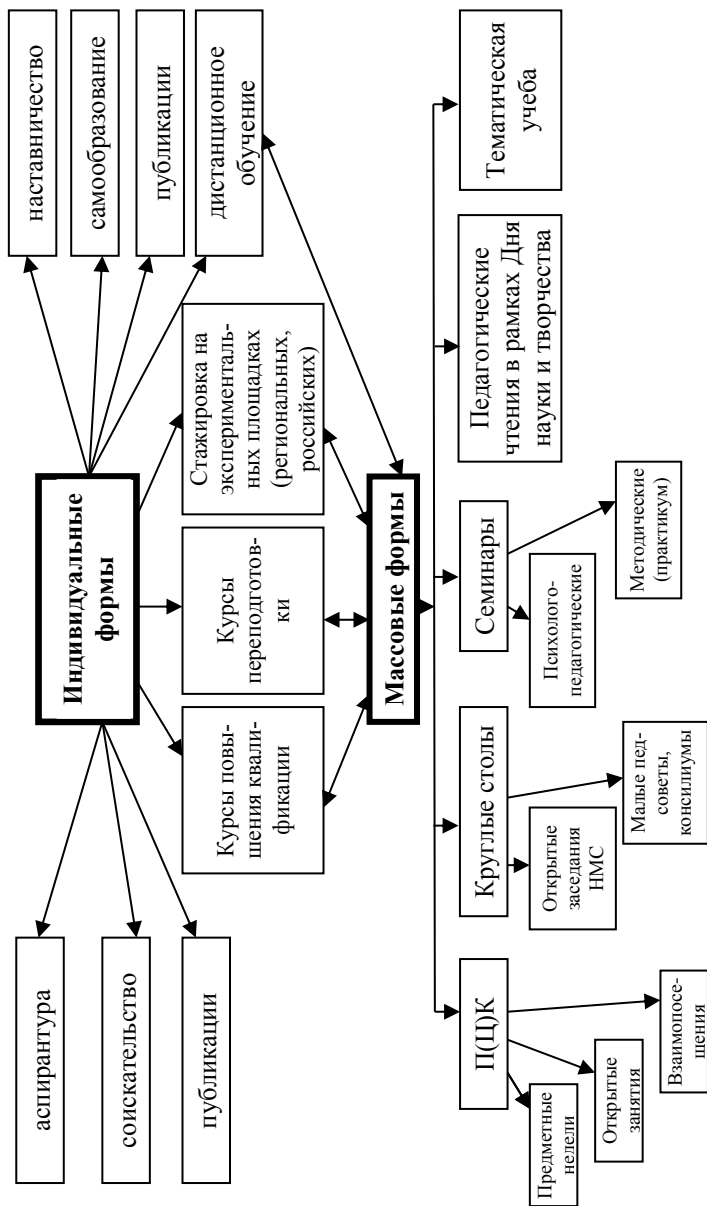 аспирантура
соискательство
публикации
Индивидуальные
формы
наставничество
самообразование
публикации
дистанционное
обучение
Курсы повы-
шения квали-
фикации
Курсы
переподготов-
ки
Стажировка на
эксперименталь-
ных площадках
(региональных,
российских)
Массовые формы
П(Ц)К
Круглые столы
Семинары
Педагогические
чтения в рамках Дня
науки и творчества
Тематическая
учеба
Предметные
недели
Открытые
занятия
Взаимопосе-
щения
Открытые
заседания
НМС
Малые пед-
советы,
консилиумы
Психолого-
педагогические
Методические
(практикум)